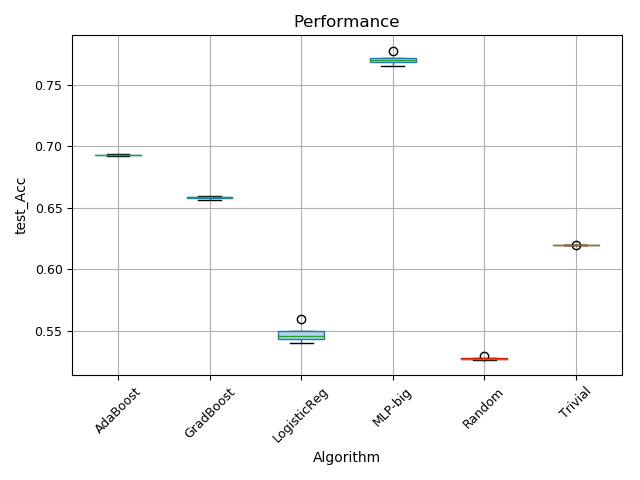 Performance
test_Acc
0.75
0.70
0.65
0.60
0.55
AdaBoost
GradBoost
LogisticReg
MLP-big
Random
Trivial
Algorithm